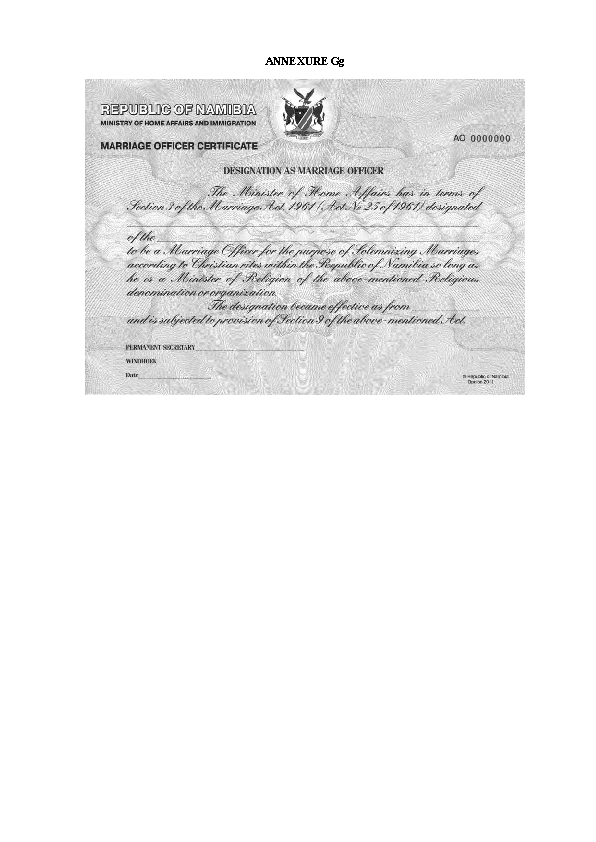 ANNEXURE Gg
REPUBLIC OF NAMIBIA
MINISTRY OF HOME AFFAIRS AND IMMIGRATION
MARRIAGE OFFICER CERTIFICATE
AO 0000000
DESIGNATION AS MARRIAGE OFFICER
The Minister of Home Affairs has in terms of
Section 3 of the Marriage Act, 1961 (Act No 25 of 1961) designated
of the
to be a Marriage Officer for the purpose of Solemnizing Marriages
according to Christian rites within the Republic of Namibia so long as
he is a Minister of Religion of the above-mentioned Religious
denomination or organization.
The designation became effective as from
and is subjected to provision of Section 9 of the above-mentioned Act.
PERMANENT SECRETARY
WINDHOEK
Date
© Republic of Namibia
2011